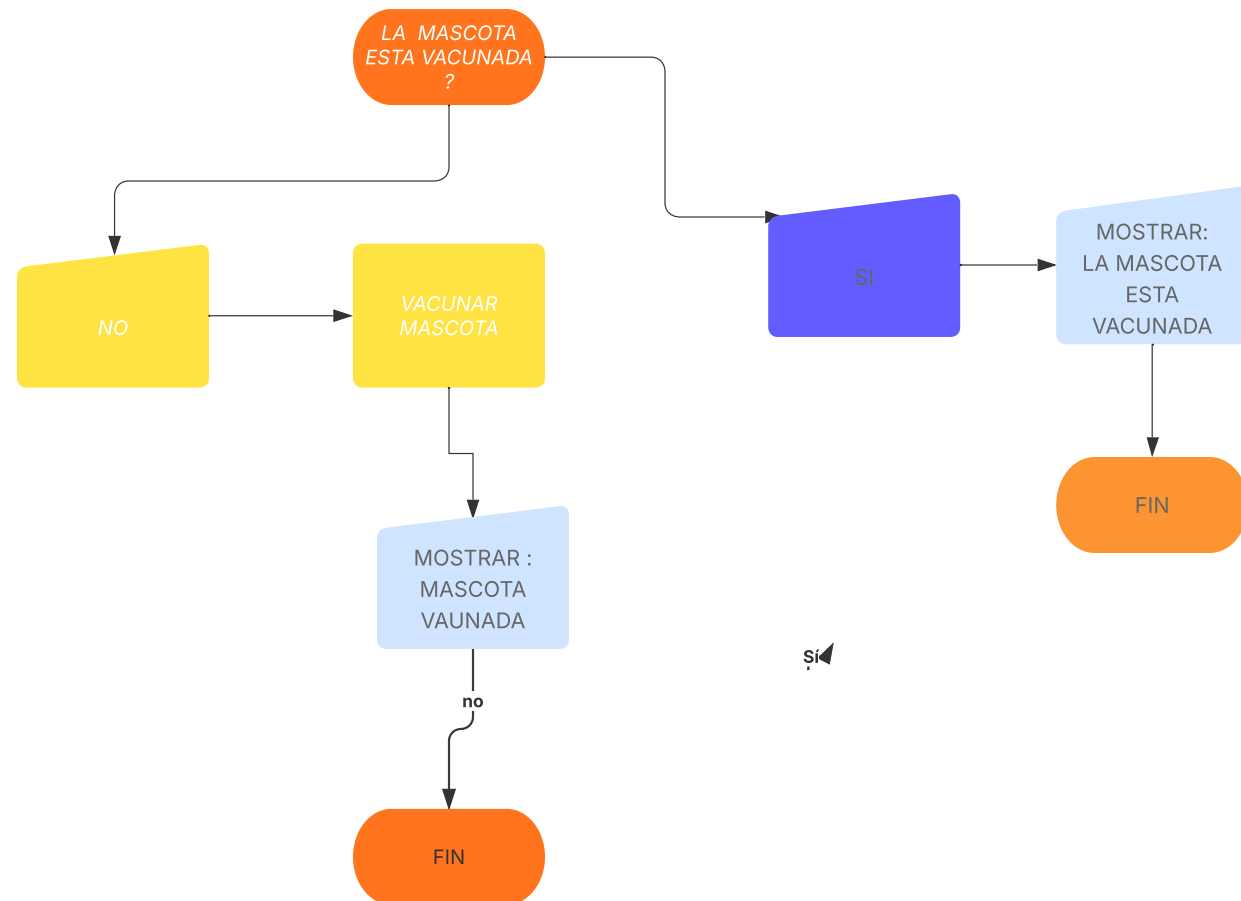 LA MASCOTA
ESTA VACUNADA
?
NO
VACUNAR
MASCOTA
SI
MOSTRAR:
LA MASCOTA
ESTA
VACUNADA
FIN
MOSTRAR :
MASCOTA
VAUNADA
Sí
no
FIN